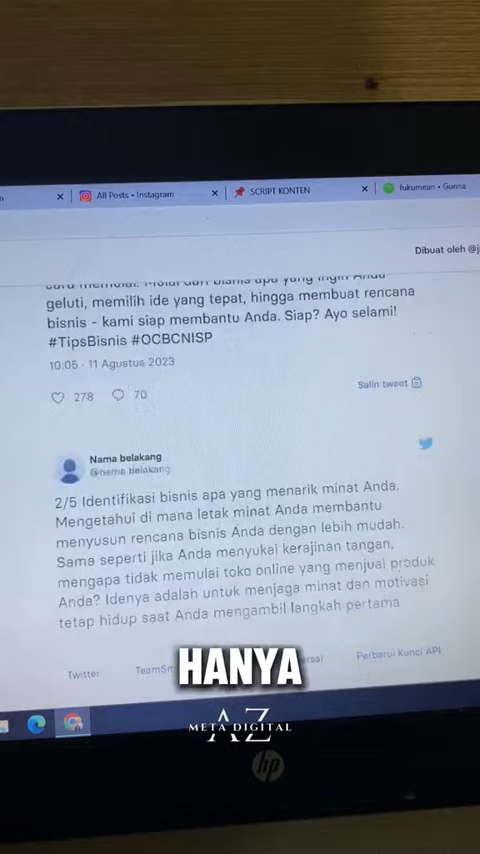 All Posts • Instagram
SCRIPT KONTEN
fukumean • Gunna
Dibuat oleh
geluti, memilih ide yang tepat, hingga membuat rencana
bisnis - kami siap membantu Anda. Siap? Ayo selami!
#TipsBisnis #OCBCNISP
10:05 · 11 Agustus 2023
278 70
Salin tweet
Nama belakang
@nama belakang
2/5 Identifikasi bisnis apa yang menarik minat Anda.
Mengetahui di mana letak minat Anda membantu
menyusun rencana bisnis Anda dengan lebih mudah.
Sama seperti jika Anda menyukai kerajinan tangan,
mengapa tidak memulai toko online yang menjual produk
Anda? Idenya adalah untuk menjaga minat dan motivasi
tetap hidup saat Anda mengambil langkah pertama
Twitter
Perbarui Kunci API
HANYA
AZ
META DIGITAL
hp